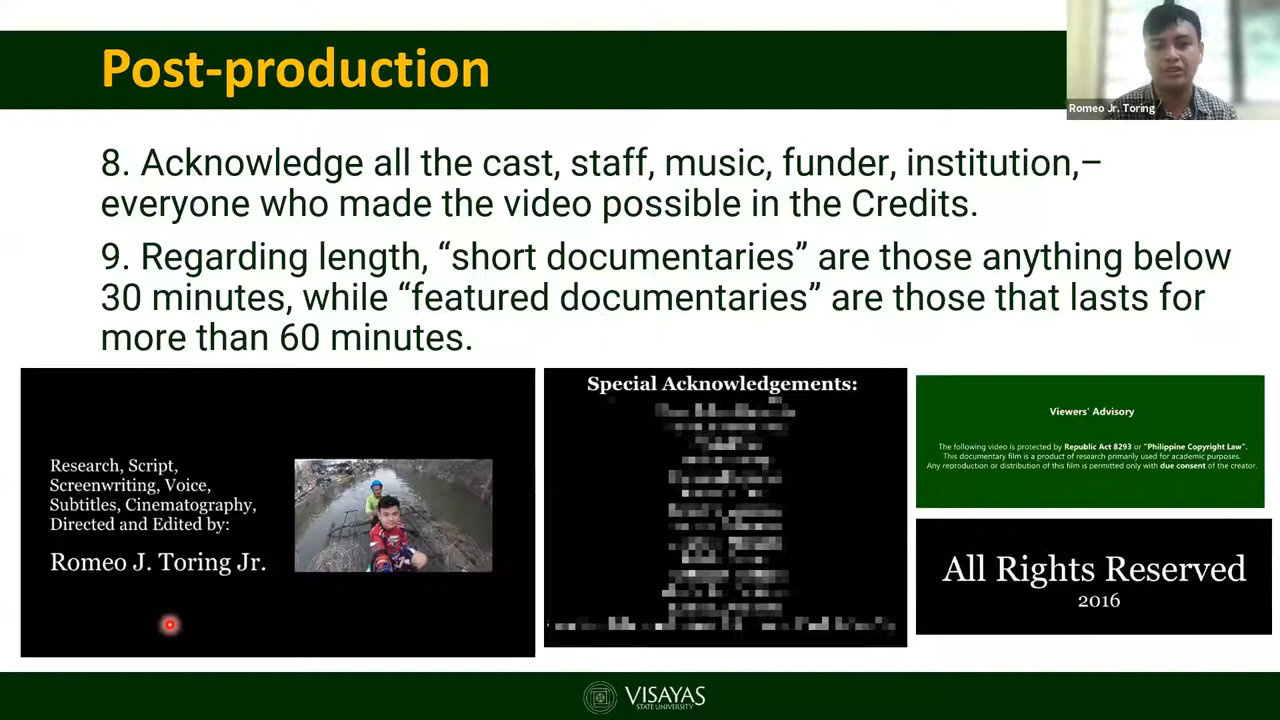 Post-production
Romeo Jr. Toring
8. Acknowledge all the cast, staff, music, funder, institution,–
everyone who made the video possible in the Credits.
9. Regarding length, “short documentaries” are those anything below
30 minutes, while “featured documentaries” are those that lasts for
more than 60 minutes.
Research, Script,
Screenwriting, Voice,
Subtitles, Cinematography,
Directed and Edited by:
Romeo J. Toring Jr.
Special Acknowledgements:
Viewers' Advisory
The following video is protected by Republic Act 8293 or "Philippine Copyright Law".
This documentary film is a product of research primarily used for academic purposes.
Any reproduction or distribution of this film is permitted only with due consent of the creator.
All Rights Reserved
2016
VISAYAS
STATE UNIVERSITY